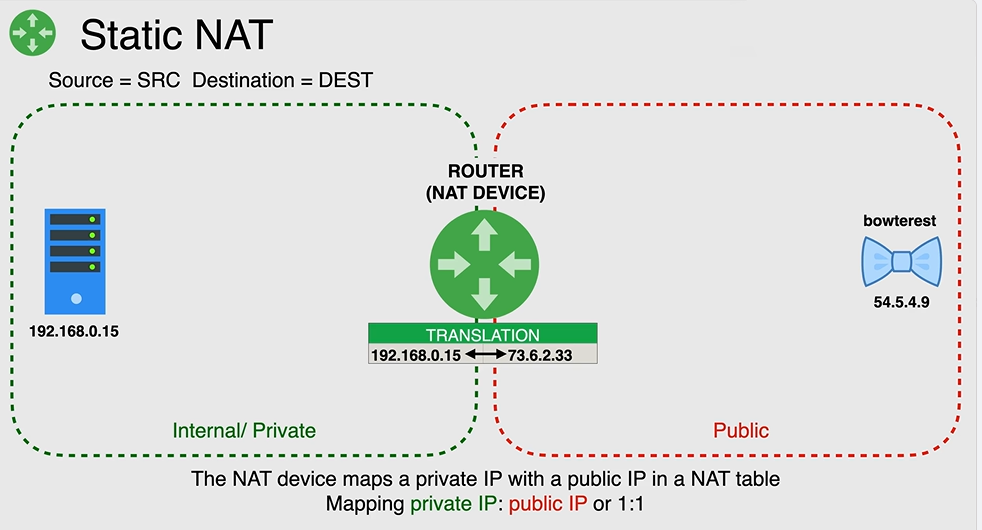 Static NAT
Source = SRC  Destination = DEST
ROUTER
(NAT DEVICE)
bowterest
54.5.4.9
192.168.0.15
TRANSLATION
192.168.0.15 73.6.2.33
Internal/ Private
Public
The NAT device maps a private IP with a public IP in a NAT table
Mapping private IP: public IP or 1:1